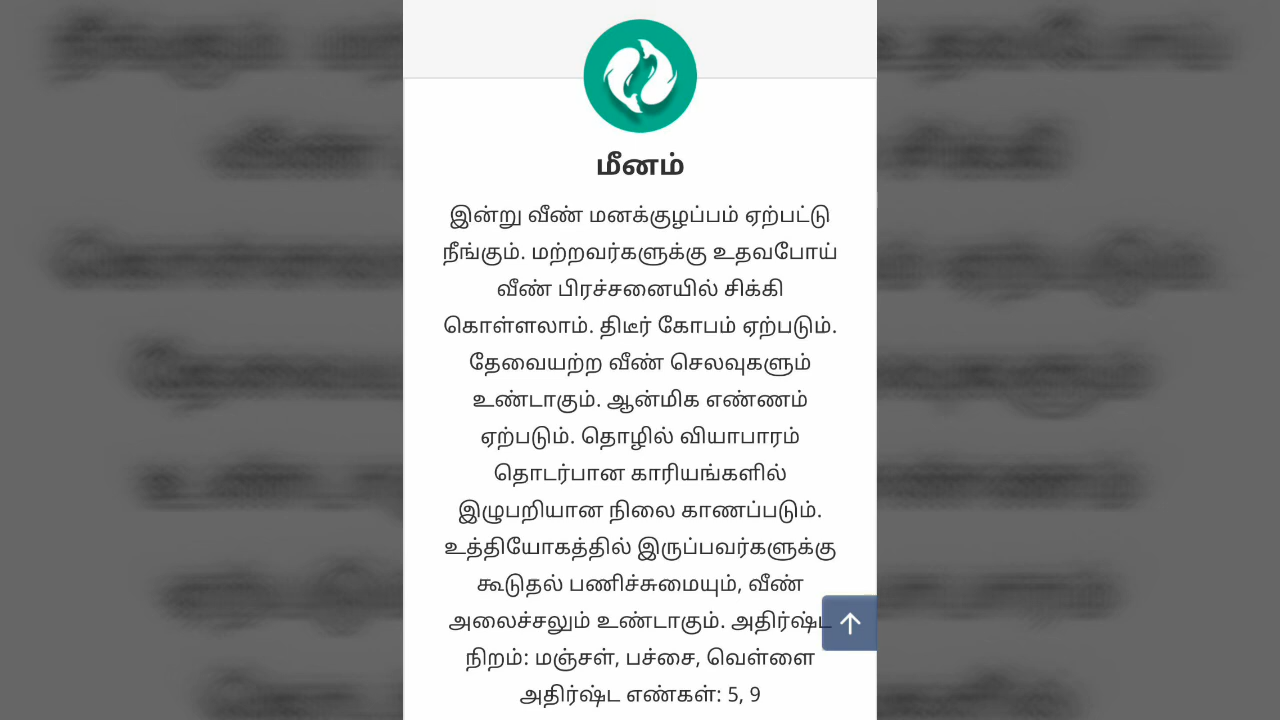 மீனம்
இன்று வீண் மனக்குழப்பம் ஏற்பட்டு
நீங்கும். மற்றவர்களுக்கு உதவபோய்
வீண் பிரச்சனையில் சிக்கி
கொள்ளலாம். திடீர் கோபம் ஏற்படும்.
தேவையற்ற வீண் செலவுகளும்
உண்டாகும். ஆன்மிக எண்ணம்
ஏற்படும். தொழில் வியாபாரம்
தொடர்பான காரியங்களில்
இழுபறியான நிலை காணப்படும்.
உத்தியோகத்தில் இருப்பவர்களுக்கு
கூடுதல் பணிச்சுமையும், வீண்
அலைச்சலும் உண்டாகும். அதிர்ஷ்ட
நிறம்: மஞ்சள், பச்சை, வெள்ளை
அதிர்ஷ்ட எண்கள்: 5, 9